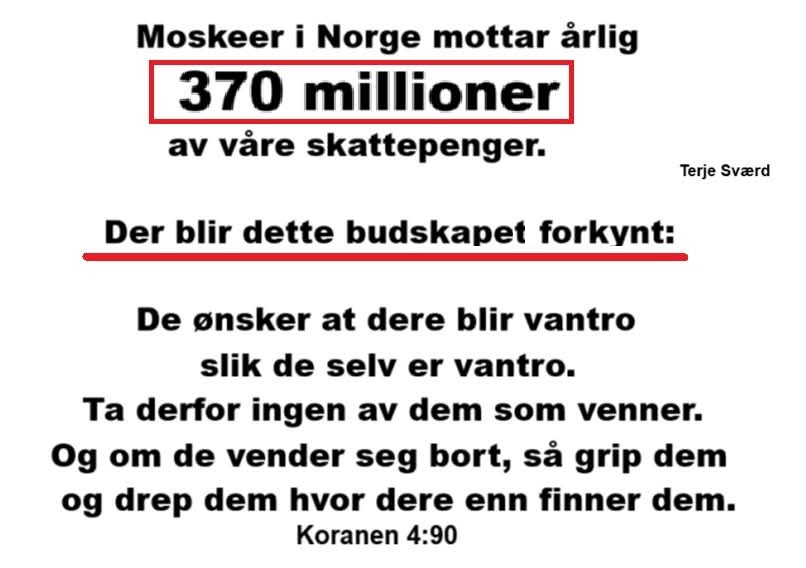 Moskeer i Norge mottar årlig
370 millioner
av våre skattepenger.
Terje Sværd
Der blir dette budskapet forkynt:
De ønsker at dere blir vantro
slik de selv er vantro.
Ta derfor ingen av dem som venner.
Og om de vender seg bort, så grip dem
og drep dem hvor dere enn finner dem.
Koranen 4:90